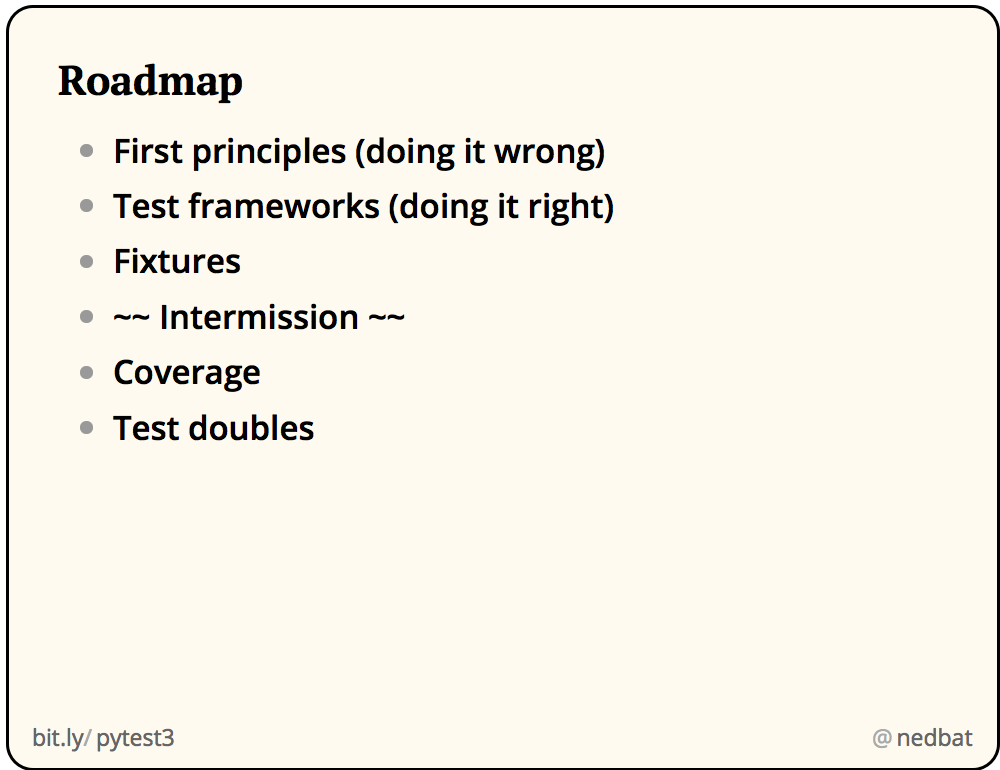 Roadmap
First principles (doing it wrong)
Test frameworks (doing it right)
Fixtures
~~ Intermission ~~
Coverage
Test doubles
bit.ly/pytest3
@nedbat